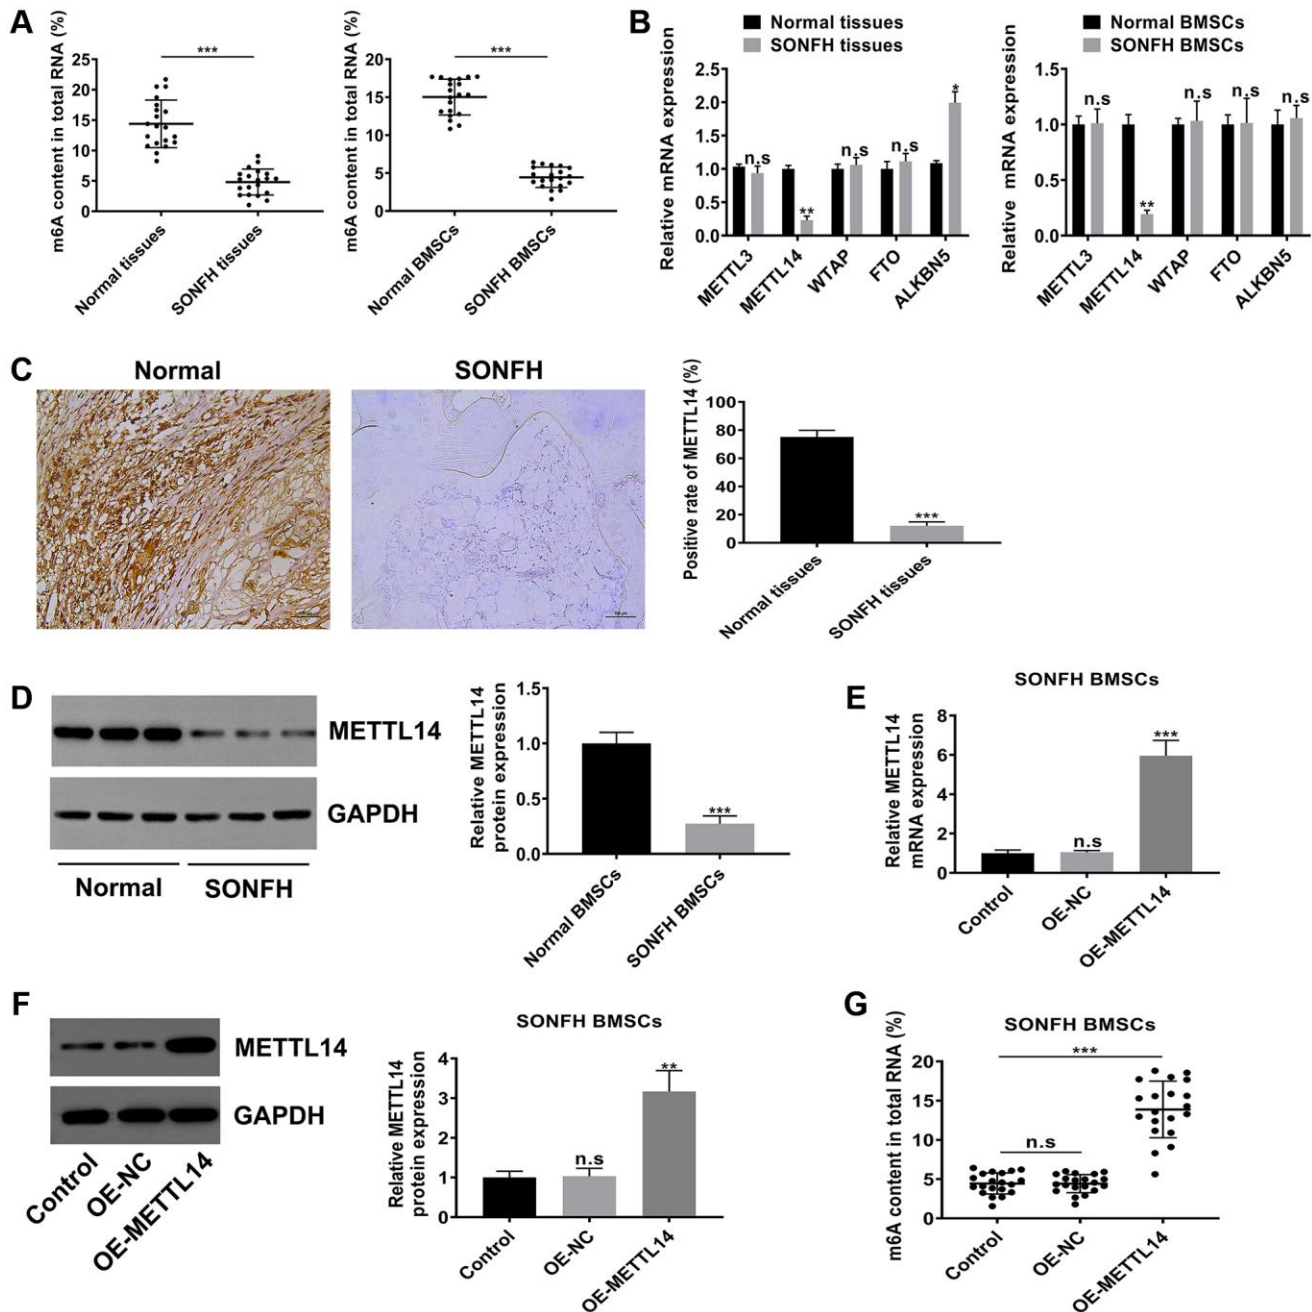 A
m6A content in total RNA (%)
25
20
15
10
5
0
***
Normal tissues
SONFH tissues
m6A content in total RNA (%)
20
15
10
5
0
***
Normal BMSCs
SONFH BMSCs
B
Normal tissues
SONFH tissues
Relative mRNA expression
2.5
2.0
1.5
1.0
0.5
0.0
n.s
**
n.s
n.s
*
METTL3
METTL14
WTAP
FTO
ALKBN5
Normal BMSCs
SONFH BMSCs
Relative mRNA expression
1.5
1.0
0.5
0.0
n.s
**
n.s
n.s
n.s
METTL3
METTL14
WTAP
FTO
ALKBN5
C
Normal
SONFH
Positive rate of METTL14 (%)
100
80
60
40
20
0
***
Normal tissues
SONFH tissues
D
METTL14
GAPDH
Normal
SONFH
Relative METTL14
protein expression
1.5
1.0
0.5
0.0
***
Normal BMSCs
SONFH BMSCs
E
SONFH BMSCs
Relative METTL14
mRNA expression
8
6
4
2
0
n.s
***
Control
OE-NC
OE-METTL14
F
METTL14
GAPDH
Control
OE-NC
OE-METTL14
SONFH BMSCs
Relative METTL14
protein expression
4
3
2
1
0
n.s
**
Control
OE-NC
OE-METTL14
G
SONFH BMSCs
m6A content in total RNA (%)
20
15
10
5
0
***
n.s
Control
OE-NC
OE-METTL14